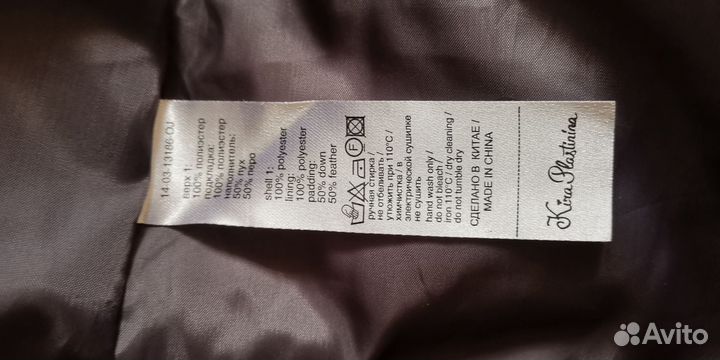 14-03-13186-OJ
верх 1:
100% полиэстер
подкладка:
100% полиэстер
наполнитель:
50% пух
50% перо
shell 1:
100% polyester
lining:
100% polyester
padding:
50% down
50% feather
ручная стирка /
не отбеливать /
утюжить при 110°C /
химчистка / в
электрической сушилке
не сушить
hand wash only /
do not bleach /
iron 110°C / dry cleaning /
do not tumble dry
СДЕЛАНО В КИТАЕ /
MADE IN CHINA
Kira Plastinina
Avito